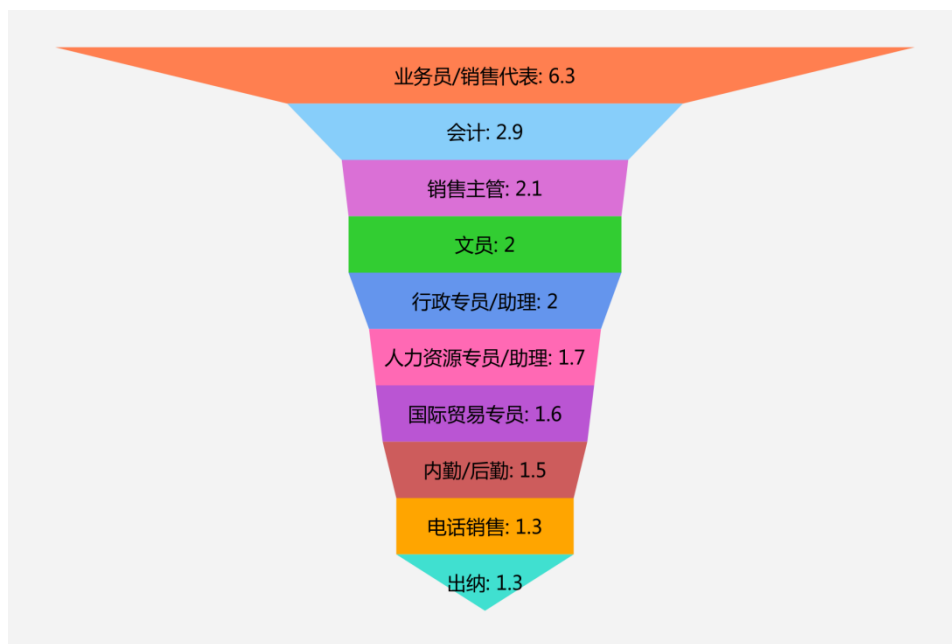 业务员/销售代表: 6.3
会计: 2.9
销售主管: 2.1
文员: 2
行政专员/助理: 2
人力资源专员/助理: 1.7
国际贸易专员: 1.6
内勤/后勤: 1.5
电话销售: 1.3
出纳: 1.3